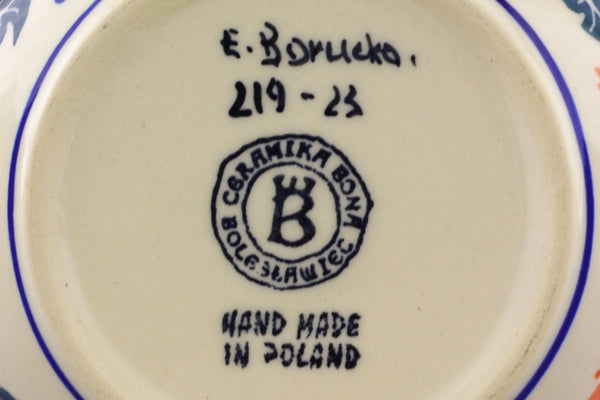 E. Borucka.
219-23
CERAMIKA BONA
BOLESŁAWIEC
B
HAND MADE
IN POLAND